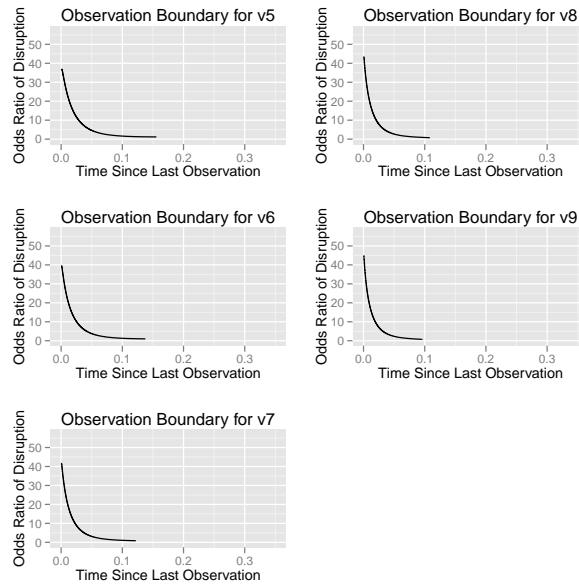 Observation Boundary for v5
Odds Ratio of Disruption
50
40
30
20
10
0
0.0 0.1 0.2 0.3
Time Since Last Observation
Observation Boundary for v8
Odds Ratio of Disruption
50
40
30
20
10
0
0.0 0.1 0.2 0.3
Time Since Last Observation
Observation Boundary for v6
Odds Ratio of Disruption
50
40
30
20
10
0
0.0 0.1 0.2 0.3
Time Since Last Observation
Observation Boundary for v9
Odds Ratio of Disruption
50
40
30
20
10
0
0.0 0.1 0.2 0.3
Time Since Last Observation
Observation Boundary for v7
Odds Ratio of Disruption
50
40
30
20
10
0
0.0 0.1 0.2 0.3
Time Since Last Observation